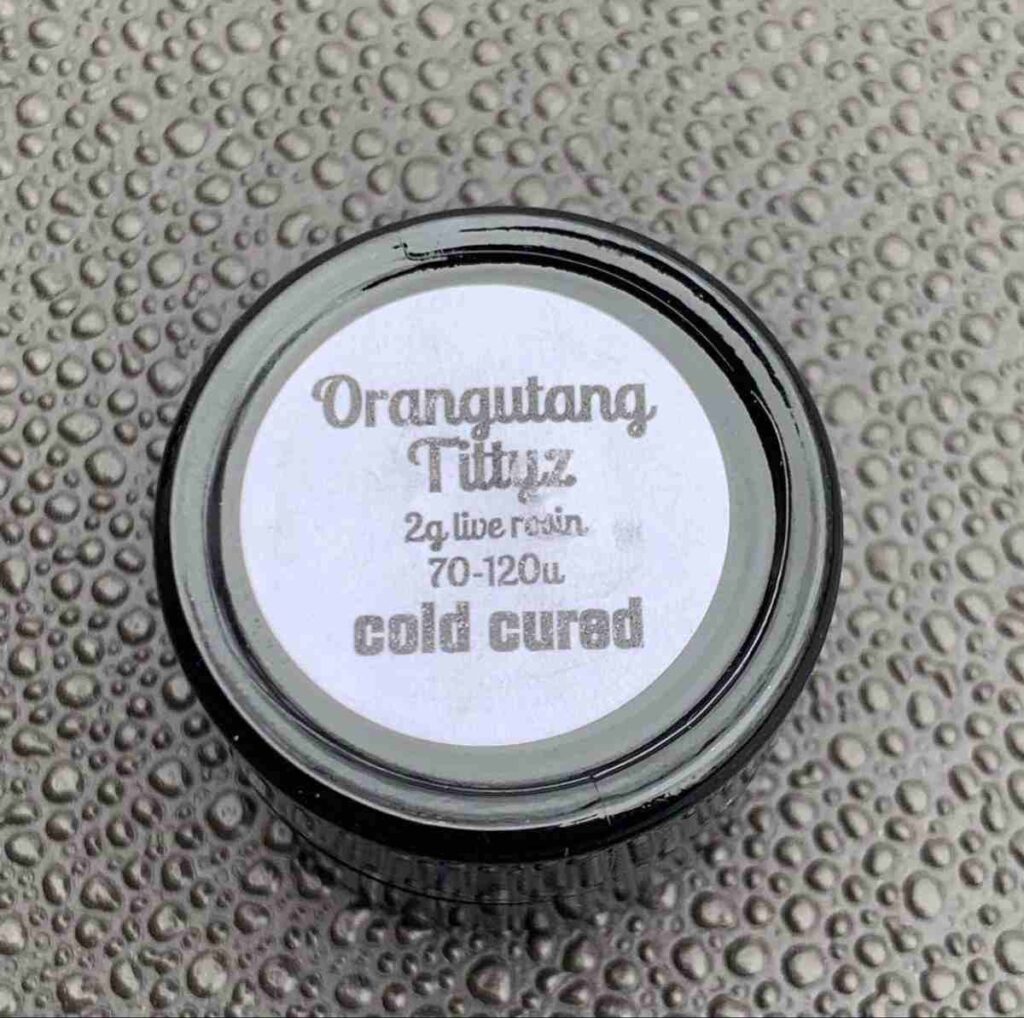 Orangutang
Tittyz
2g live rosin
70-120u
cold cured